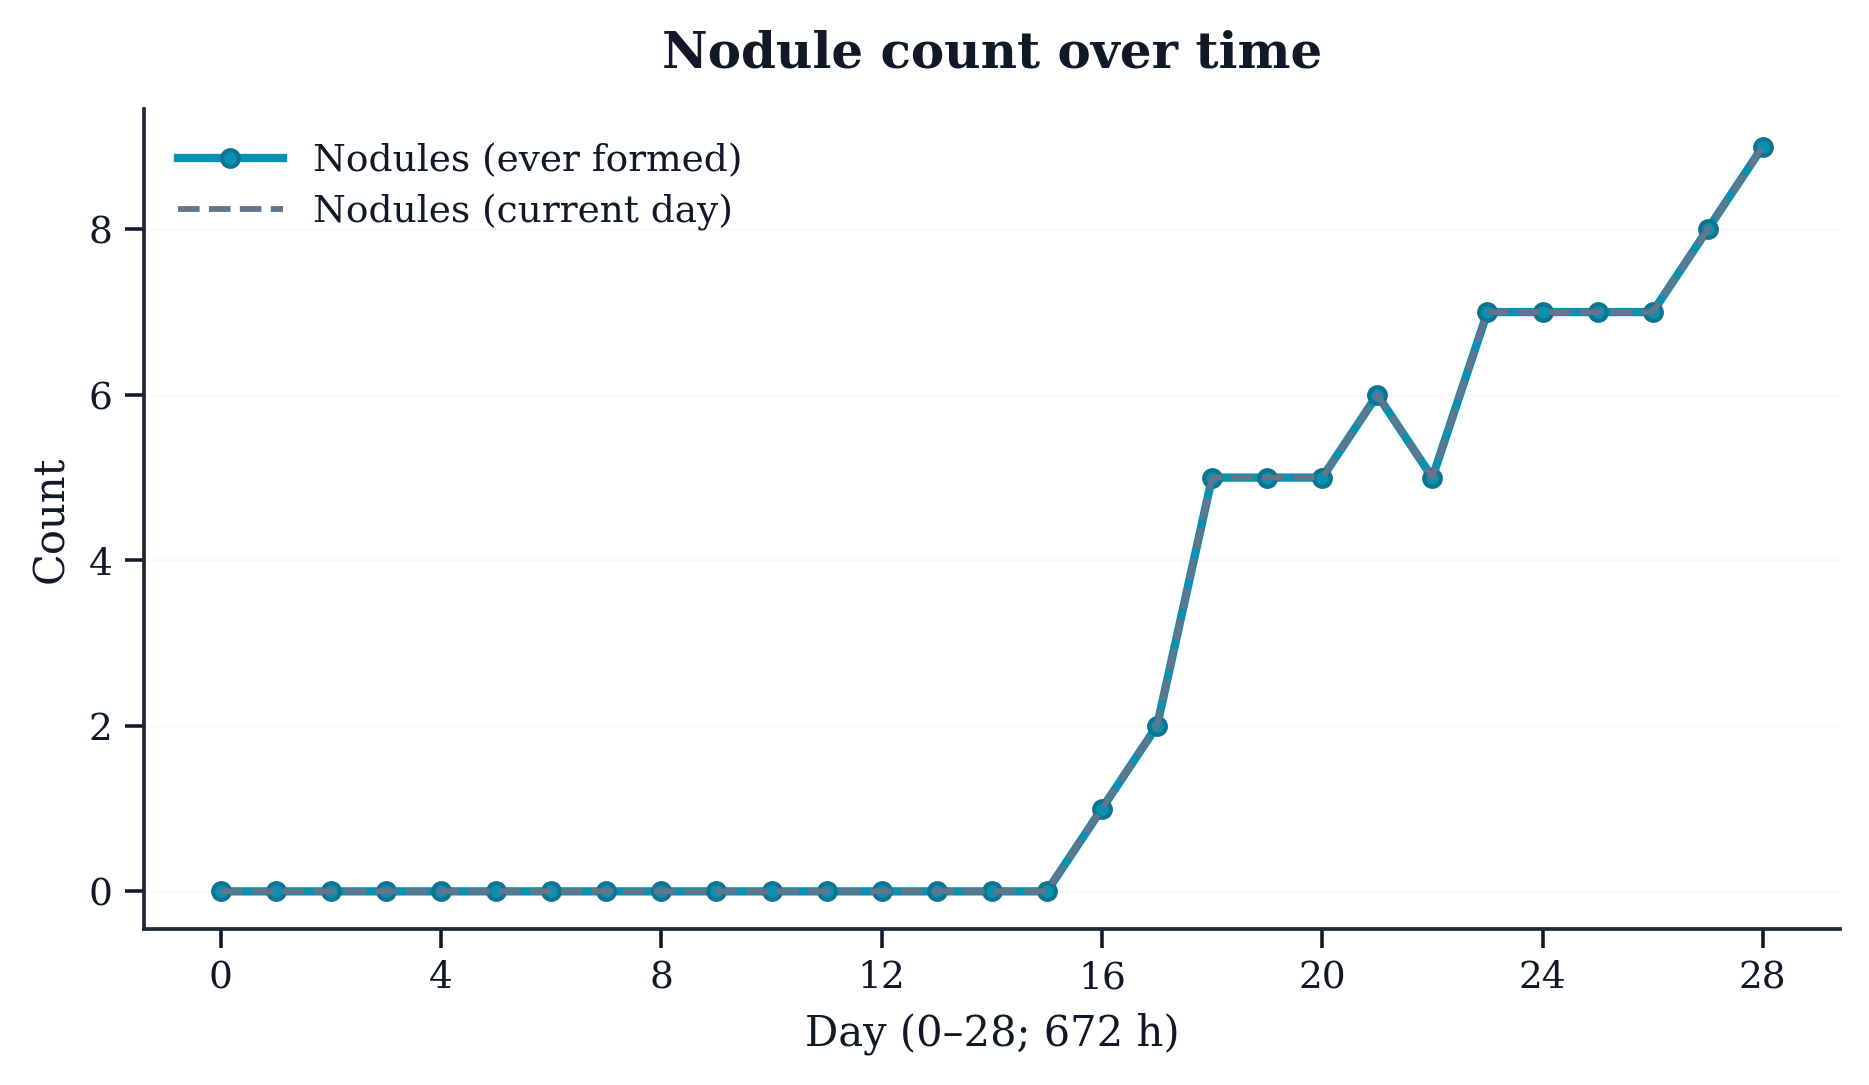 Nodule count over time
Nodules (ever formed)
Nodules (current day)
8
6
4
2
0
Count
0 4 8 12 16 20 24 28
Day (0–28; 672 h)